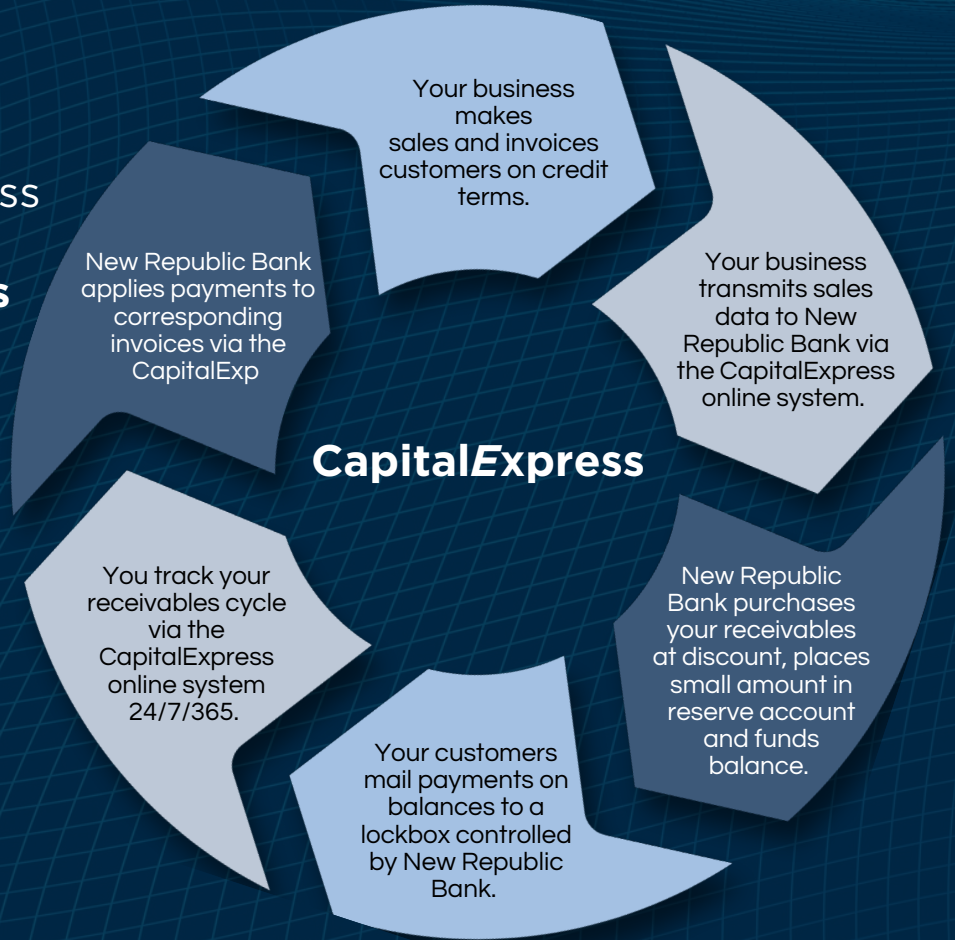 ss
s
Your business
makes
sales and invoices
customers on credit
terms.
Your business
transmits sales
data to New
Republic Bank via
the CapitalExpress
online system.
New Republic
Bank purchases
your receivables
at discount, places
small amount in
reserve account
and funds
balance.
Your customers
mail payments on
balances to a
lockbox controlled
by New Republic
Bank.
You track your
receivables cycle
via the
CapitalExpress
online system
24/7/365.
New Republic Bank
applies payments to
corresponding
invoices via the
CapitalExp
CapitalExpress